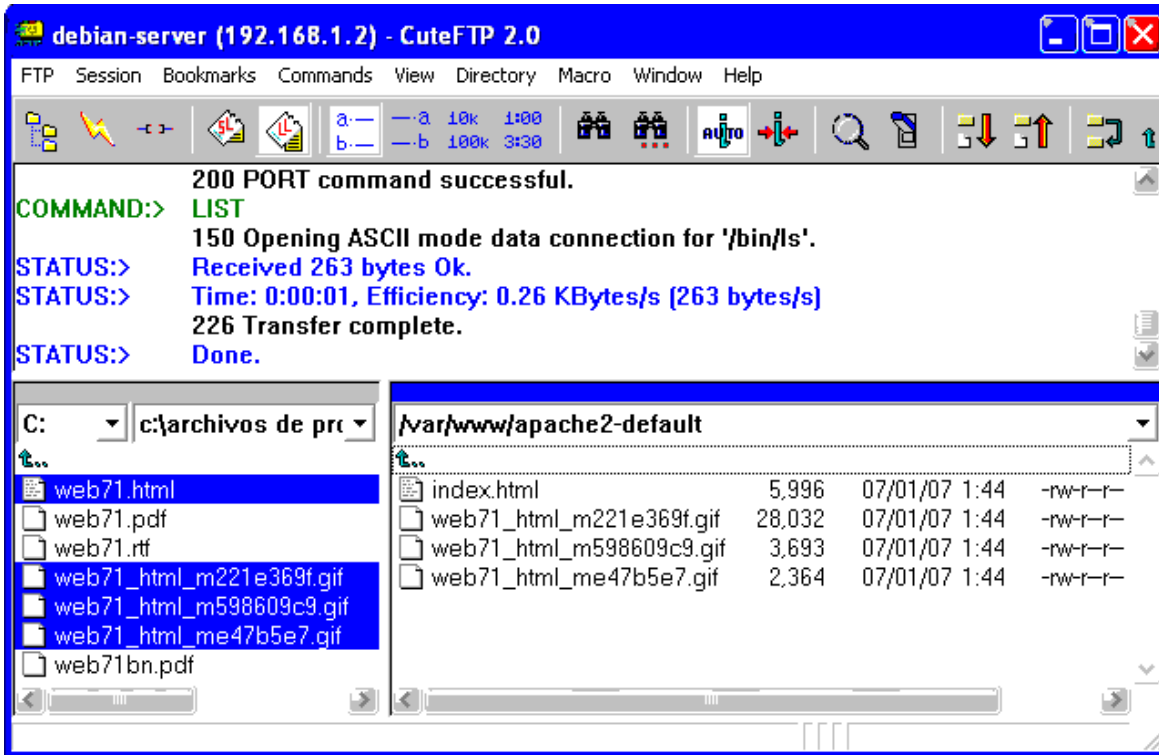 debian-server (192.168.1.2) - CuteFTP 2.0
FTP Session Bookmarks Commands View Directory Macro Window Help
SL LL a b a b 10k 100k 1:00 3:30 AUTO
200 PORT command successful.
COMMAND:> LIST
150 Opening ASCII mode data connection for '/bin/ls'.
STATUS:> Received 263 bytes Ok.
STATUS:> Time: 0:00:01, Efficiency: 0.26 KBytes/s (263 bytes/s)
226 Transfer complete.
STATUS:> Done.
C: c:\archivos de pro /var/www/apache2-default
web71.html
web71.pdf
web71.rtf
web71_html_m221e369f.gif
web71_html_m598609c9.gif
web71_html_me47b5e7.gif
web71bn.pdf
index.html 5,996 07/01/07 1:44 -rw-r--r--
web71_html_m221e369f.gif 28,032 07/01/07 1:44 -rw-r--r--
web71_html_m598609c9.gif 3,693 07/01/07 1:44 -rw-r--r--
web71_html_me47b5e7.gif 2,364 07/01/07 1:44 -rw-r--r--